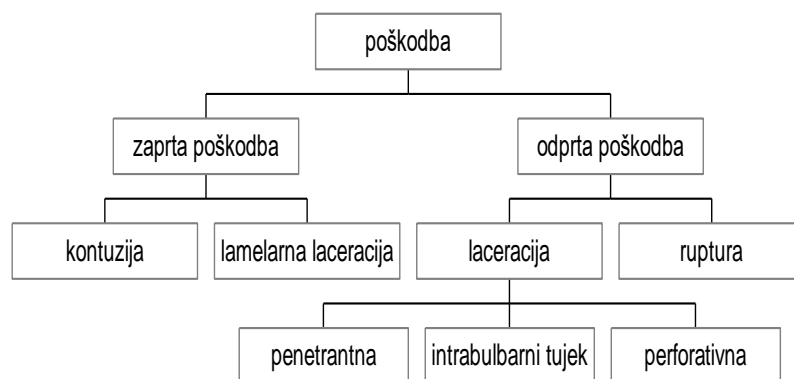 poškodba
zaprta poškodba
odprta poškodba
kontuzija
lamelarna laceracija
laceracija
ruptura
penetrantna
intrabulbarni tujek
perforativna